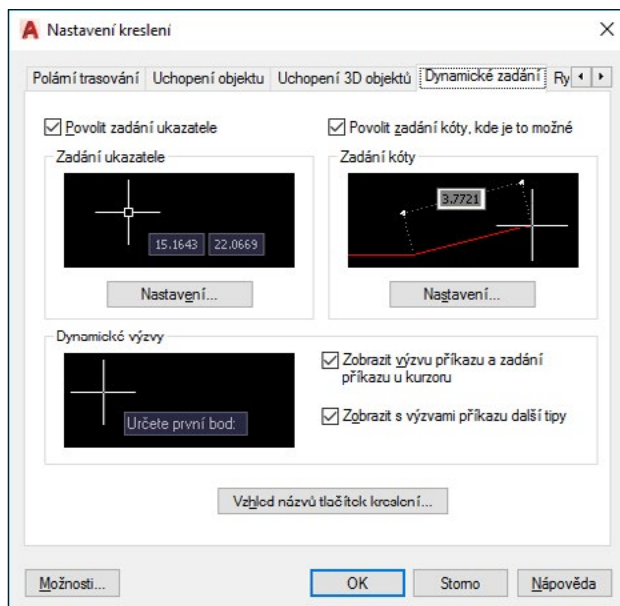 A Nastavení kreslení
Polární trasování Uchopení objektu Uchopení 3D objektů Dynamické zadání Ry
Povolit zadání ukazatele Povolit zadání kóty, kde je to možné
Zadání ukazatele Zadání kóty
3.7721
15.1643 22.0669
Nastavení... Nastavení...
Dynamické výzvy
Zobrazit výzvu příkazu a zadání
příkazu u kurzoru
Určete první bod:
Zobrazit s výzvami příkazu další tipy
Vzhled názvů tlačítek kreslení...
Možnosti... OK Storno Nápověda